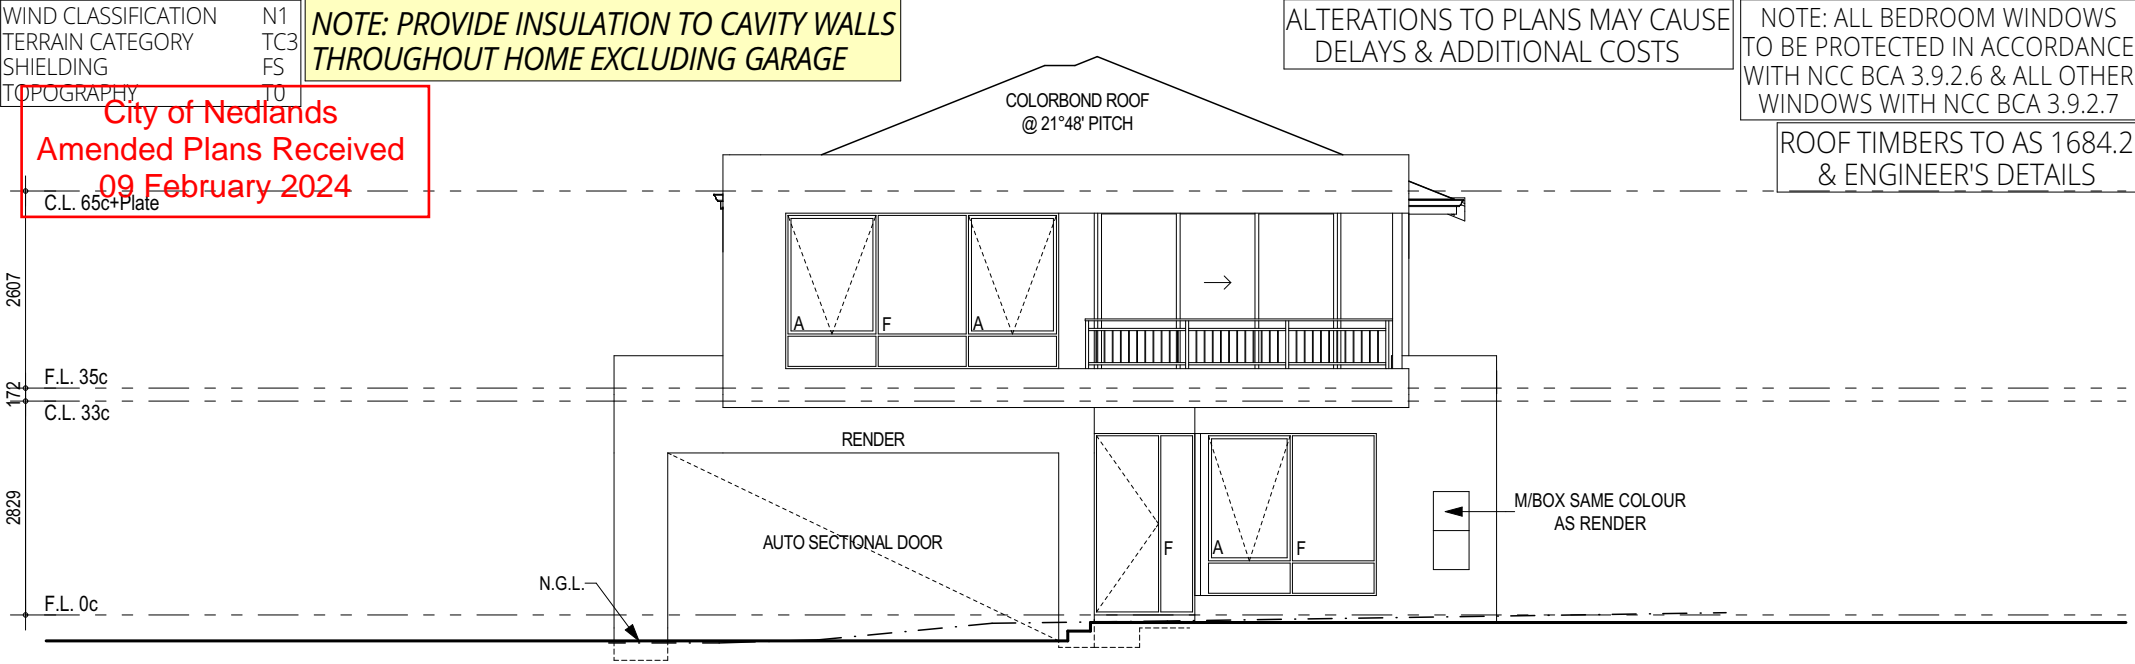 WIND CLASSIFICATION N1
TERRAIN CATEGORY TC3
SHIELDING FS
TOPOGRAPHY T0
NOTE: PROVIDE INSULATION TO CAVITY WALLS
THROUGHOUT HOME EXCLUDING GARAGE
ALTERATIONS TO PLANS MAY CAUSE
DELAYS & ADDITIONAL COSTS
NOTE: ALL BEDROOM WINDOWS
TO BE PROTECTED IN ACCORDANCE
WITH NCC BCA 3.9.2.6 & ALL OTHER
WINDOWS WITH NCC BCA 3.9.2.7
ROOF TIMBERS TO AS 1684.2
& ENGINEER'S DETAILS
City of Nedlands
Amended Plans Received
09 February 2024
COLORBOND ROOF
@ 21°48' PITCH
C.L. 65c+Plate
2607
A F A
F.L. 35c
172
C.L. 33c
RENDER
2829
M/BOX SAME COLOUR
AS RENDER
AUTO SECTIONAL DOOR
F A F
N.G.L.
F.L. 0c